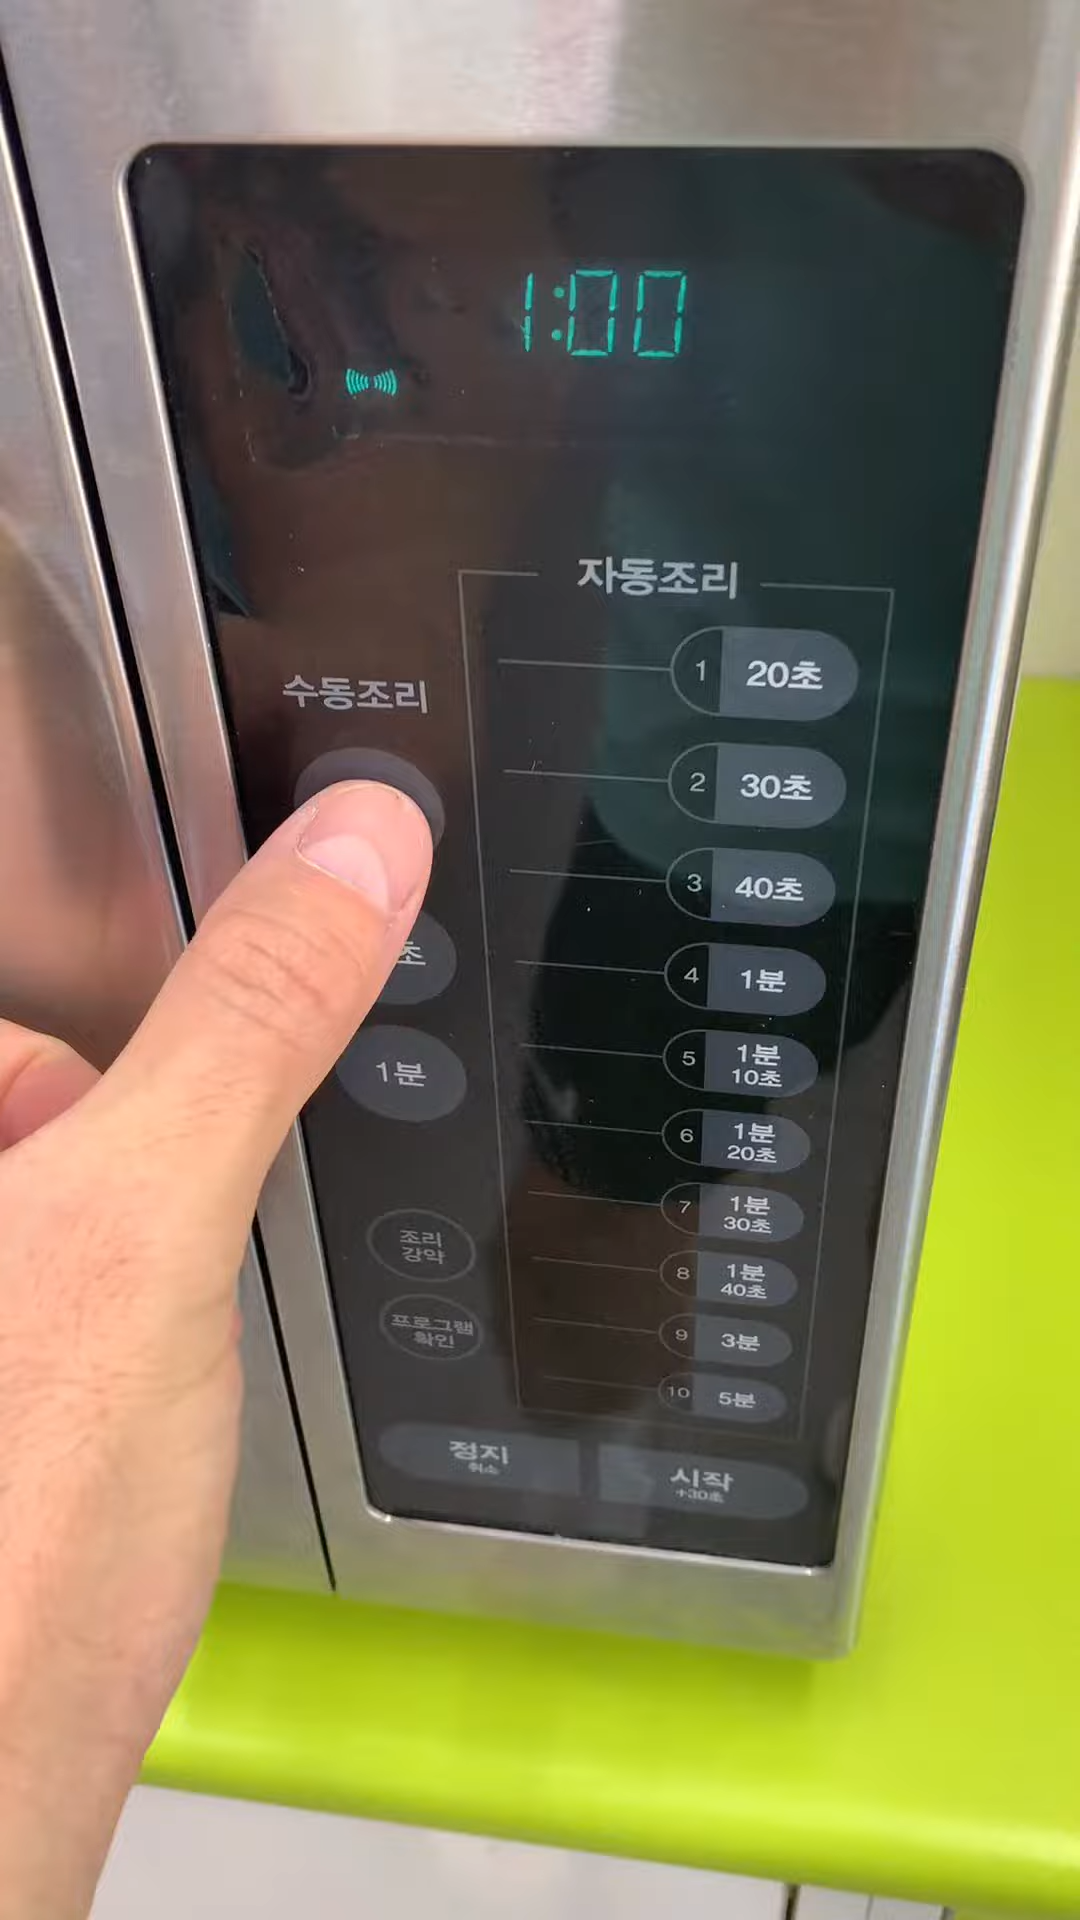 1:00
자동조리
수동조리
1 20초
2 30초
3 40초
초
4 1분
1분
5 1분
10초
6 1분
20초
7 1분
30초
조리
강약
8 1분
40초
프로그램
확인
9 3분
10 5분
정지
취소
시작
+30초